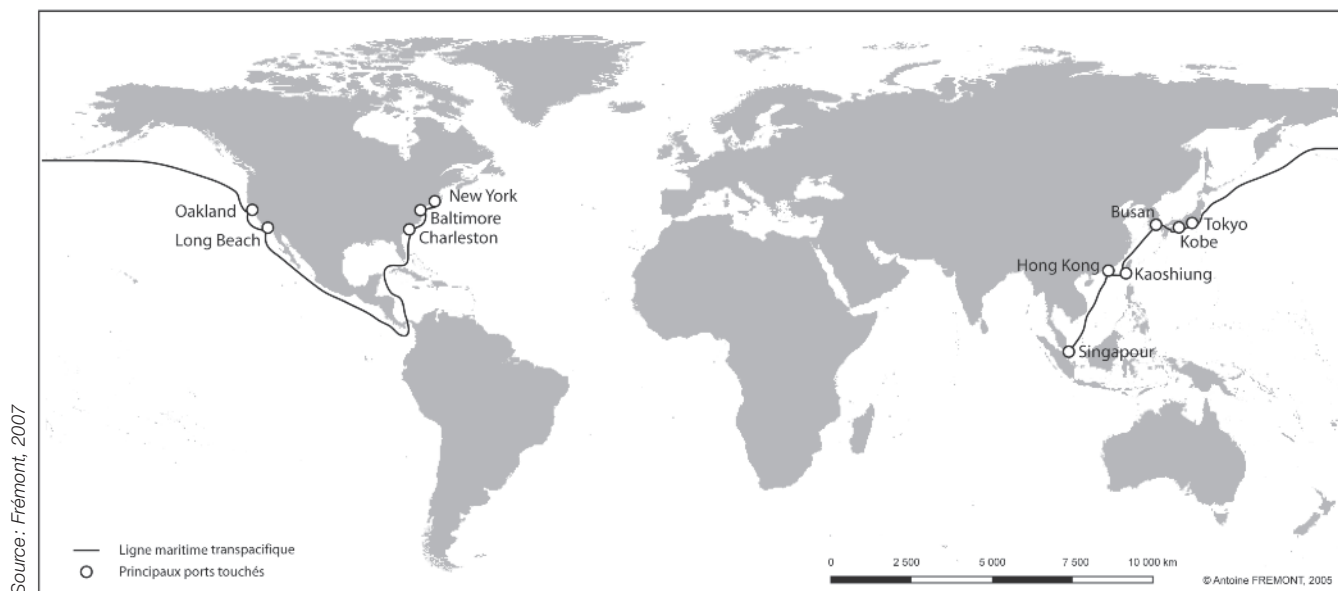 New York
Oakland
Baltimore
Long Beach
Charleston
Busan
Tokyo
Kobe
Hong Kong
Kaoshiung
Singapour
Source: Frémont, 2007
Ligne maritime transpacifique
Principaux ports touchés
0 2 500 5 000 7 500 10 000 km
© Antoine FREMONT, 2005